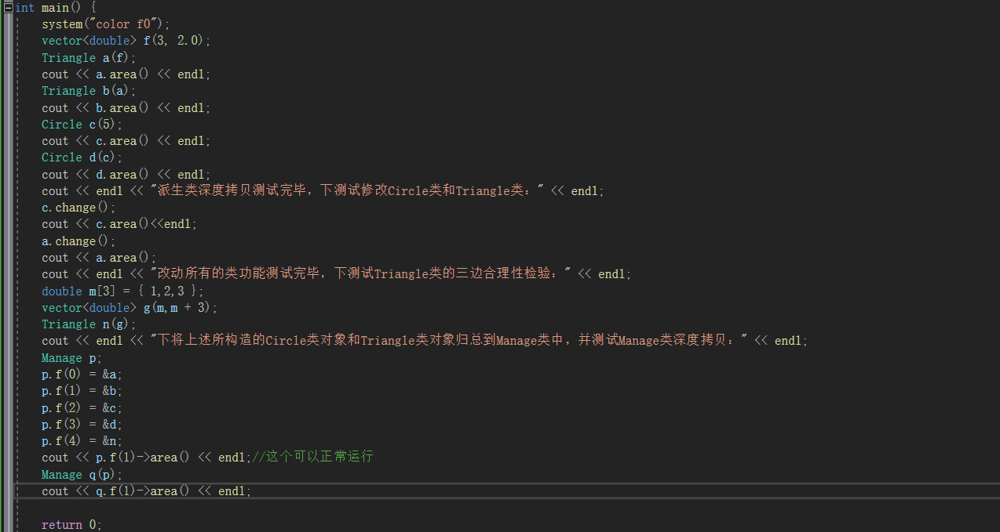 int main() {
system("color f0");
vector<double> f(3, 2.0);
Triangle a(f);
cout << a.area() << endl;
Triangle b(a);
cout << b.area() << endl;
Circle c(5);
cout << c.area() << endl;
Circle d(c);
cout << d.area() << endl;
cout << endl << "派生类深度拷贝测试完毕，下测试修改Circle类和Triangle类：" << endl;
c.change();
cout << c.area()<<endl;
a.change();
cout << a.area();
cout << endl << "改动所有的类功能测试完毕，下测试Triangle类的三边合理性检验：" << endl;
double m[3] = { 1,2,3 };
vector<double> g(m,m + 3);
Triangle n(g);
cout << endl << "下将上述所构造的Circle类对象和Triangle类对象归总到Manage类中，并测试Manage类深度拷贝：" << endl;
Manage p;
p.f(0) = &a;
p.f(1) = &b;
p.f(2) = &c;
p.f(3) = &d;
p.f(4) = &n;
cout << p.f(1)->area() << endl;//这个可以正常运行
Manage q(p);
cout << q.f(1)->area() << endl;
return 0;